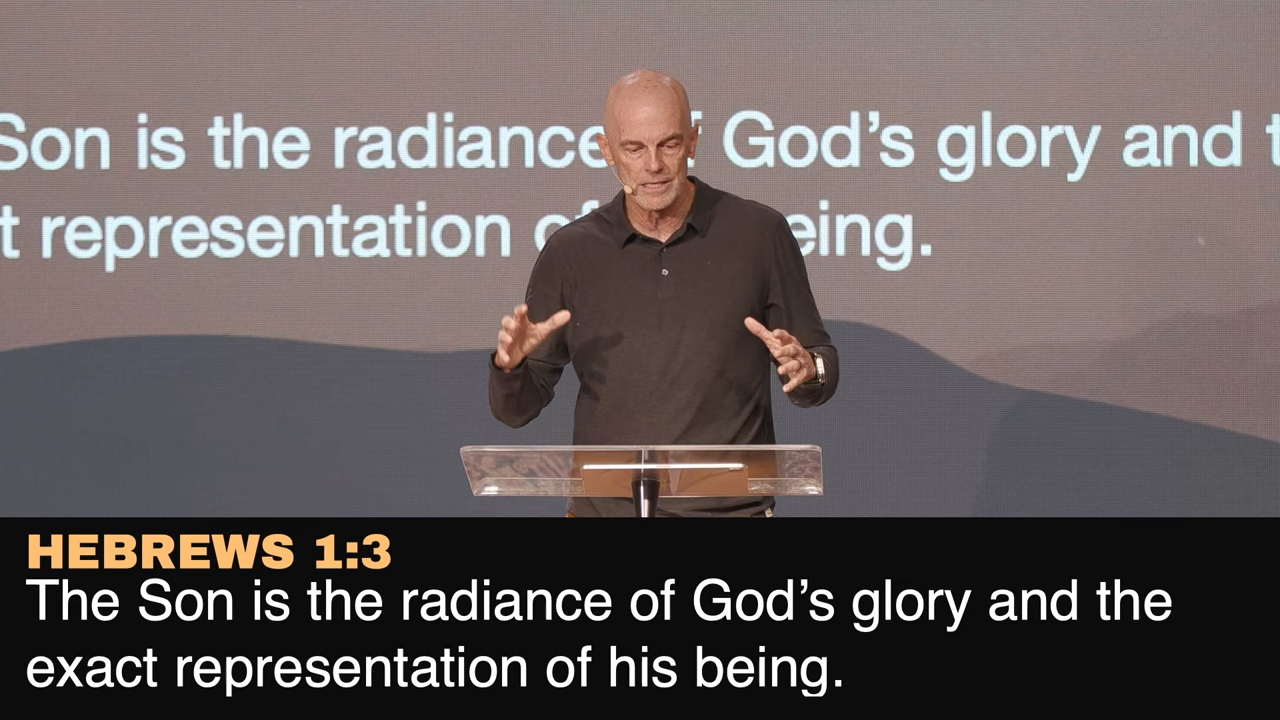 Son is the radiance God's glory and
representation eing.
HEBREWS 1:3
The Son is the radiance of God’s glory and the
exact representation of his being.